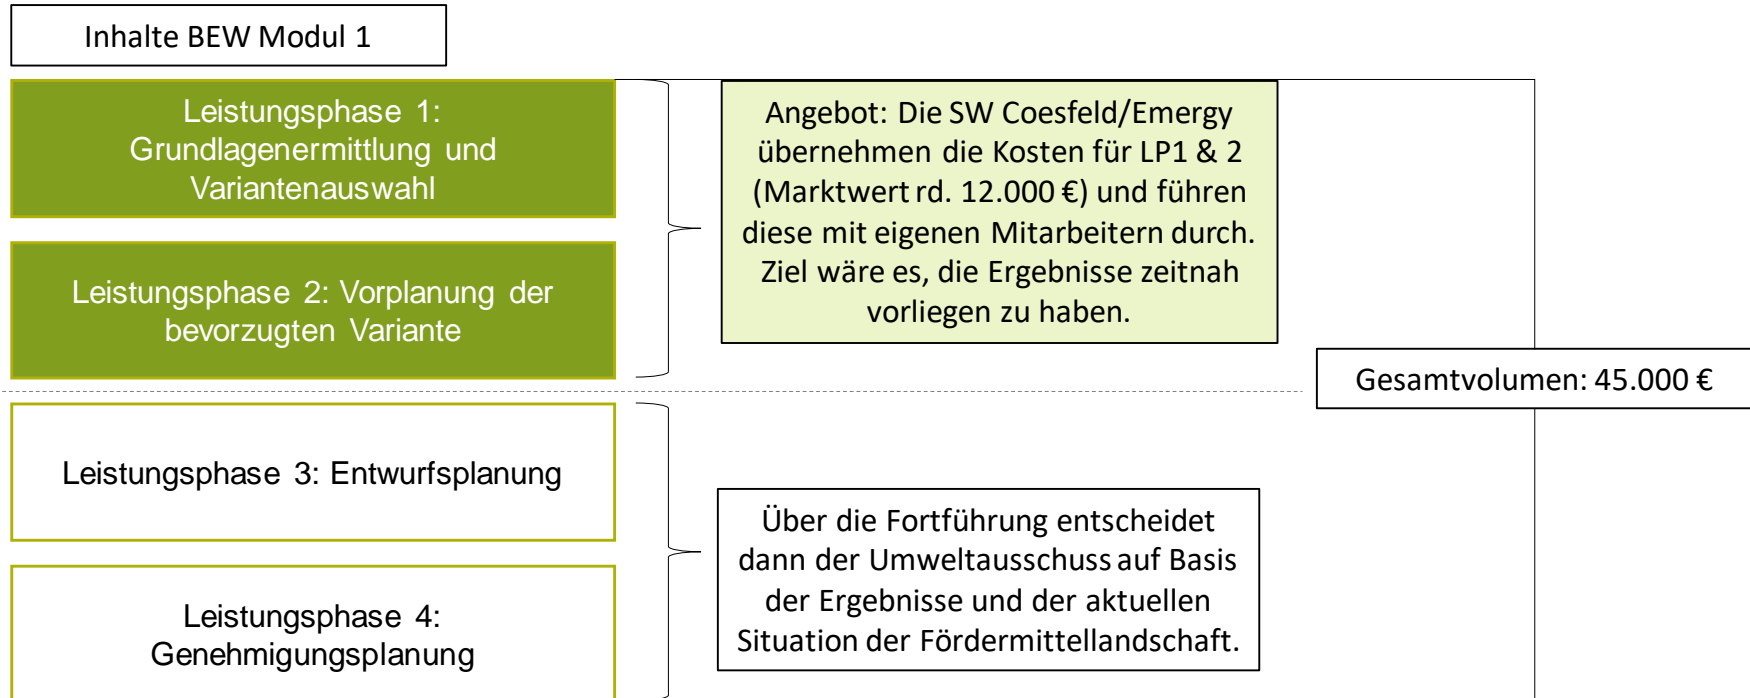 Inhalte BEW Modul 1
Leistungsphase 1:
Grundlagenermittlung und
Variantenauswahl
Leistungsphase 2: Vorplanung der
bevorzugten Variante
Angebot: Die SW Coesfeld/Emergy
übernehmen die Kosten für LP1 & 2
(Marktwert rd. 12.000 €) und führen
diese mit eigenen Mitarbeitern durch.
Ziel wäre es, die Ergebnisse zeitnah
vorliegen zu haben.
Gesamtvolumen: 45.000 €
Leistungsphase 3: Entwurfsplanung
Leistungsphase 4:
Genehmigungsplanung
Über die Fortführung entscheidet
dann der Umweltausschuss auf Basis
der Ergebnisse und der aktuellen
Situation der Fördermittellandschaft.